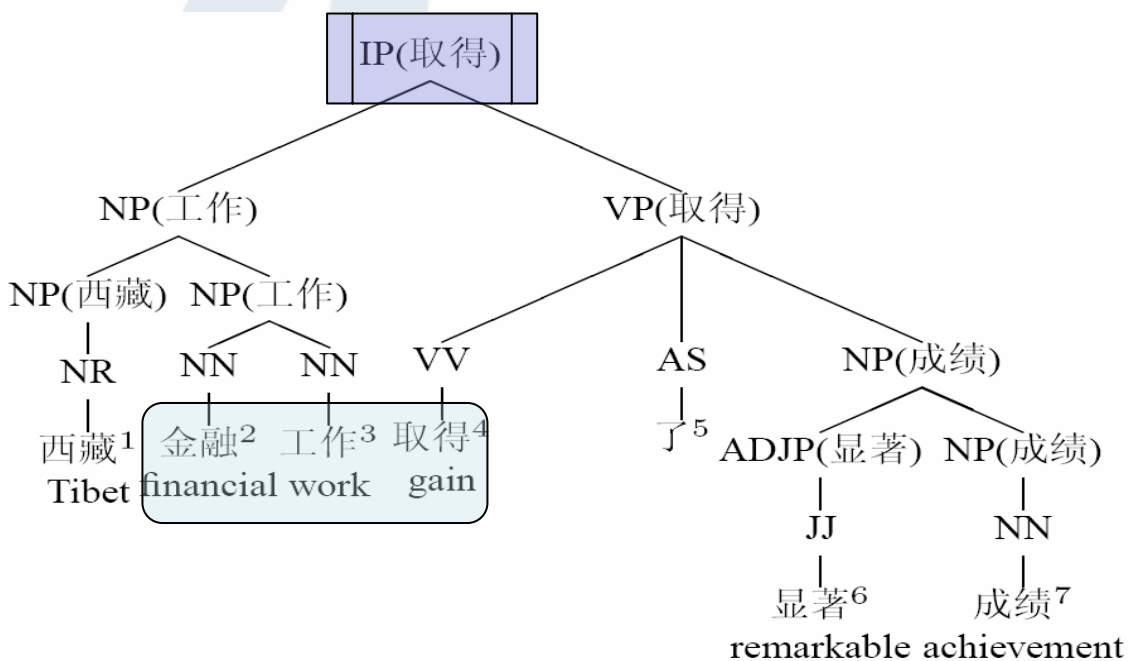 IP(取得)
NP(工作) VP(取得)
NP(西藏) NP(工作)
NR NN NN VV AS NP(成绩)
西藏1 金融2 工作3 取得4 了5 ADJP(显著) NP(成绩)
Tibet financial work gain
JJ NN
显著6 成绩7
remarkable achievement